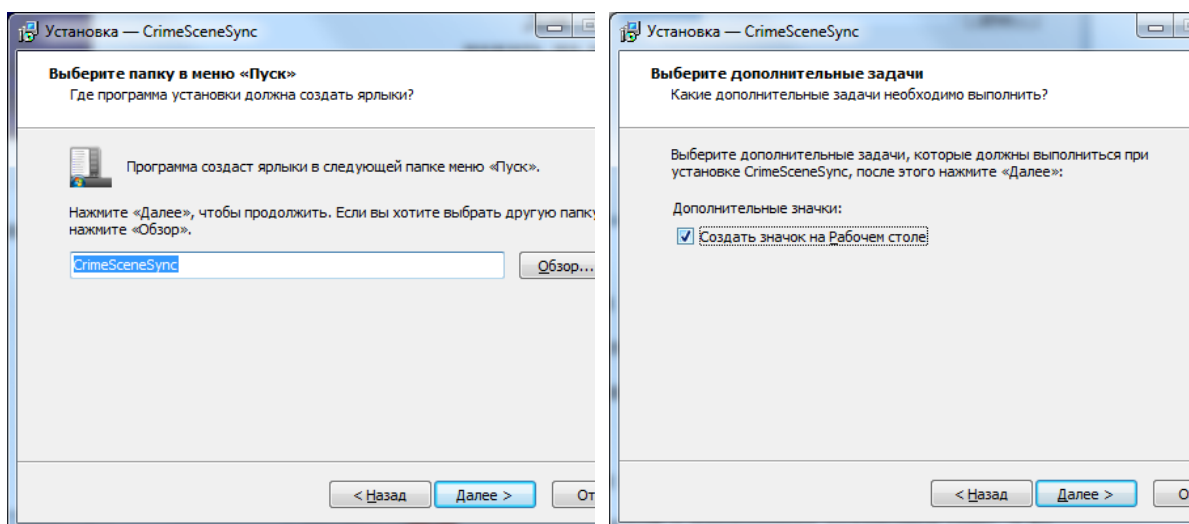 Установка — CrimeSceneSync
Выберите папку в меню «Пуск»
Где программа установки должна создать ярлыки?
Программа создаст ярлыки в следующей папке меню «Пуск».
Нажмите «Далее», чтобы продолжить. Если вы хотите выбрать другую папку
нажмите «Обзор».
CrimeSceneSync
Обзор...
< Назад
Далее >
От
Установка — CrimeSceneSync
Выберите дополнительные задачи
Какие дополнительные задачи необходимо выполнить?
Выберите дополнительные задачи, которые должны выполниться при
установке CrimeSceneSync, после этого нажмите «Далее»:
Дополнительные значки:
Создать значок на Рабочем столе
< Назад
Далее >
О